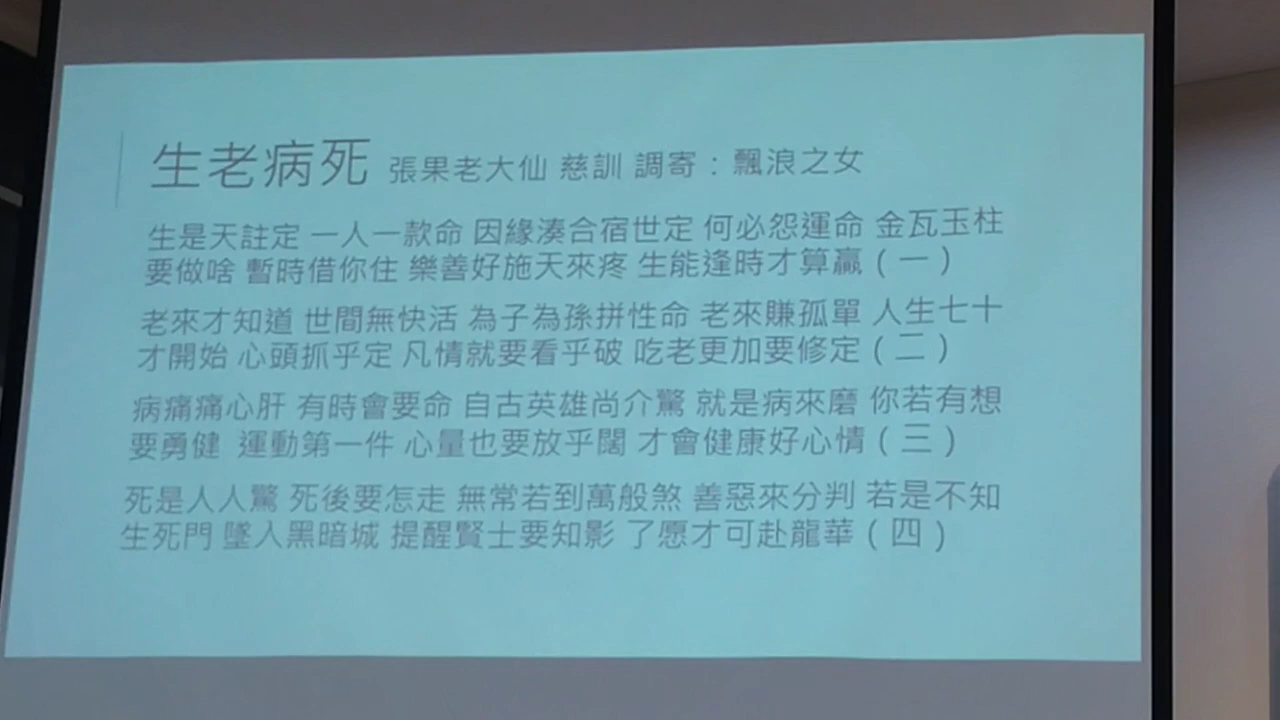 生老病死 張果老大仙 慈訓 調寄：飄浪之女
生是天註定 一人一款命 因緣湊合宿世定 何必怨運命 金瓦玉柱
要做啥 暫時借你住 樂善好施天來疼 生能逢時才算贏（一）
老來才知道 世間無快活 為子為孫拼性命 老來賺孤單 人生七十
才開始 心頭抓乎定 凡情就要看乎破 吃老更加要修定（二）
病痛痛心肝 有時會要命 自古英雄尚介驚 就是病來磨 你若有想
要勇健 運動第一件 心量也要放乎闊 才會健康好心情（三）
死是人人驚 死後要怎走 無常若到萬般煞 善惡來分判 若是不知
生死門 墜入黑暗城 提醒賢士要知影 了愿才可赴龍華（四）